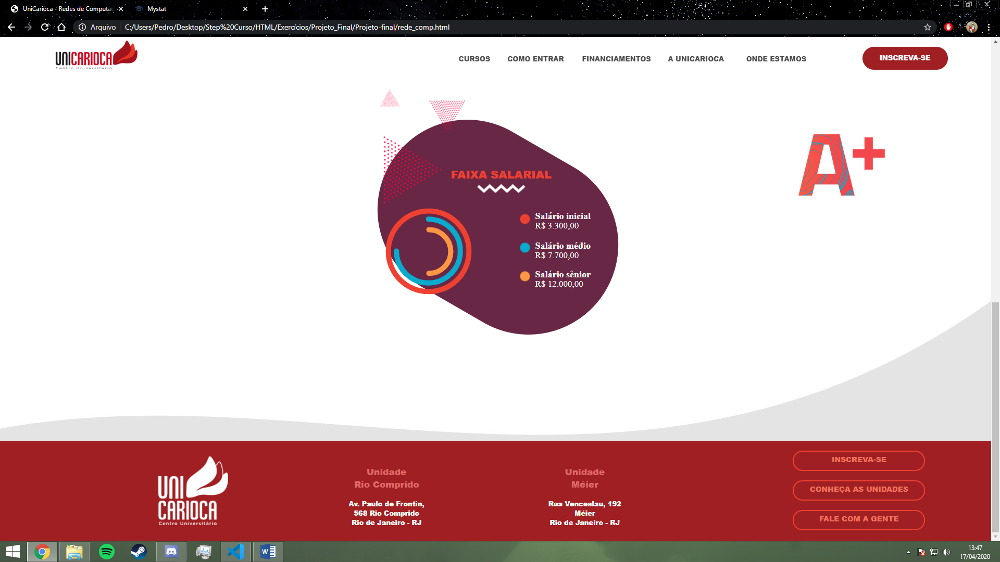 UniCarioca - Redes de Computac
Mystat
Arquivo
C:/Users/Pedro/Desktop/Step%20Curso/HTML/Exercícios/Projeto_Final/Projeto-final/rede_comp.html
UNICARIOCA
Centro Universitário
CURSOS
COMO ENTRAR
FINANCIAMENTOS
A UNICARIOCA
ONDE ESTAMOS
INSCREVA-SE
A+
FAIXA SALARIAL
Salário inicial
R$ 3.300,00
Salário médio
R$ 7.700,00
Salário sênior
R$ 12.000,00
UNI
CARIOCA
Centro Universitário
Unidade
Rio Comprido
Av. Paulo de Frontin,
568 Rio Comprido
Rio de Janeiro - RJ
Unidade
Méier
Rua Venceslau, 192
Méier
Rio de Janeiro - RJ
INSCREVA-SE
CONHEÇA AS UNIDADES
FALE COM A GENTE
13:47
17/04/2020